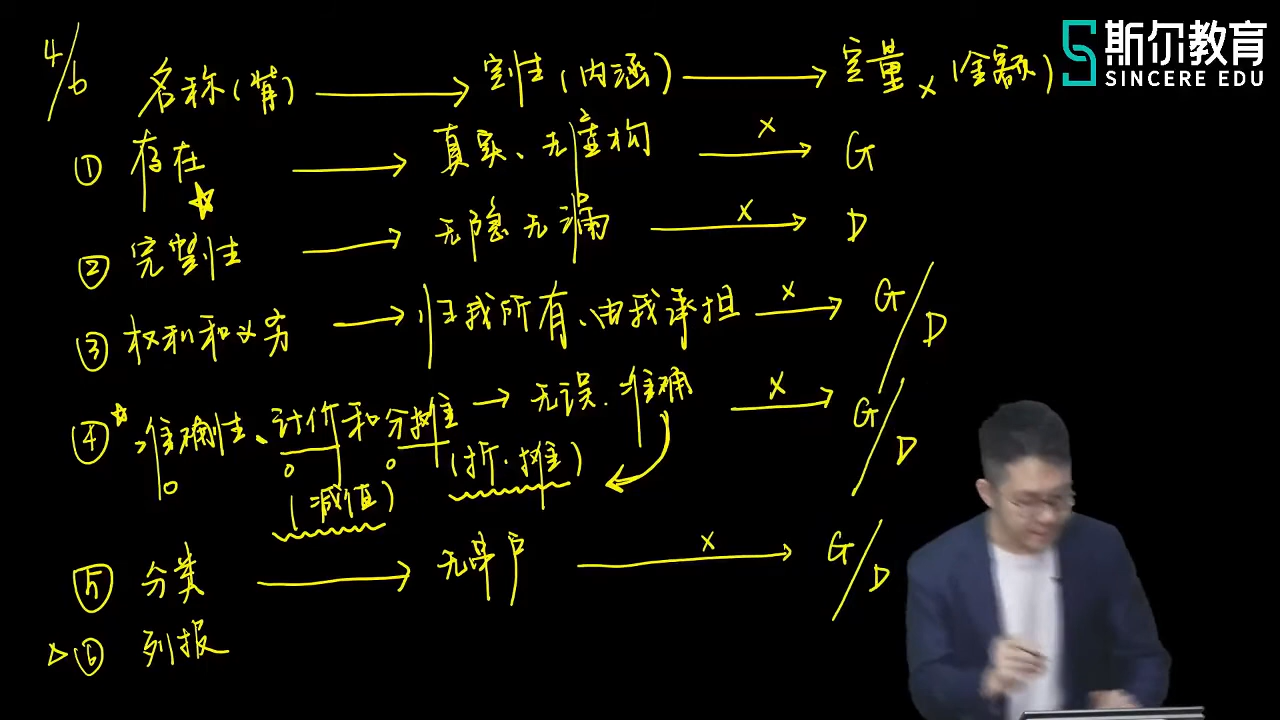 斯尔教育
SINCERE EDU
4/6 名称(背) → 定性(内涵) → 定量 x (金额)
① 存在 → 真实、无虚构 x→ G
② 完整性 → 无隐无漏 x→ D
③ 权利和义务 → 归我所有、由我承担 x→ G/D
④ 准确性、计价和分摊 → 无误、准确 x→ G/D
(减值) (折·摊)
⑤ 分类 → 无串户 x→ G/D
△ ⑥ 列报